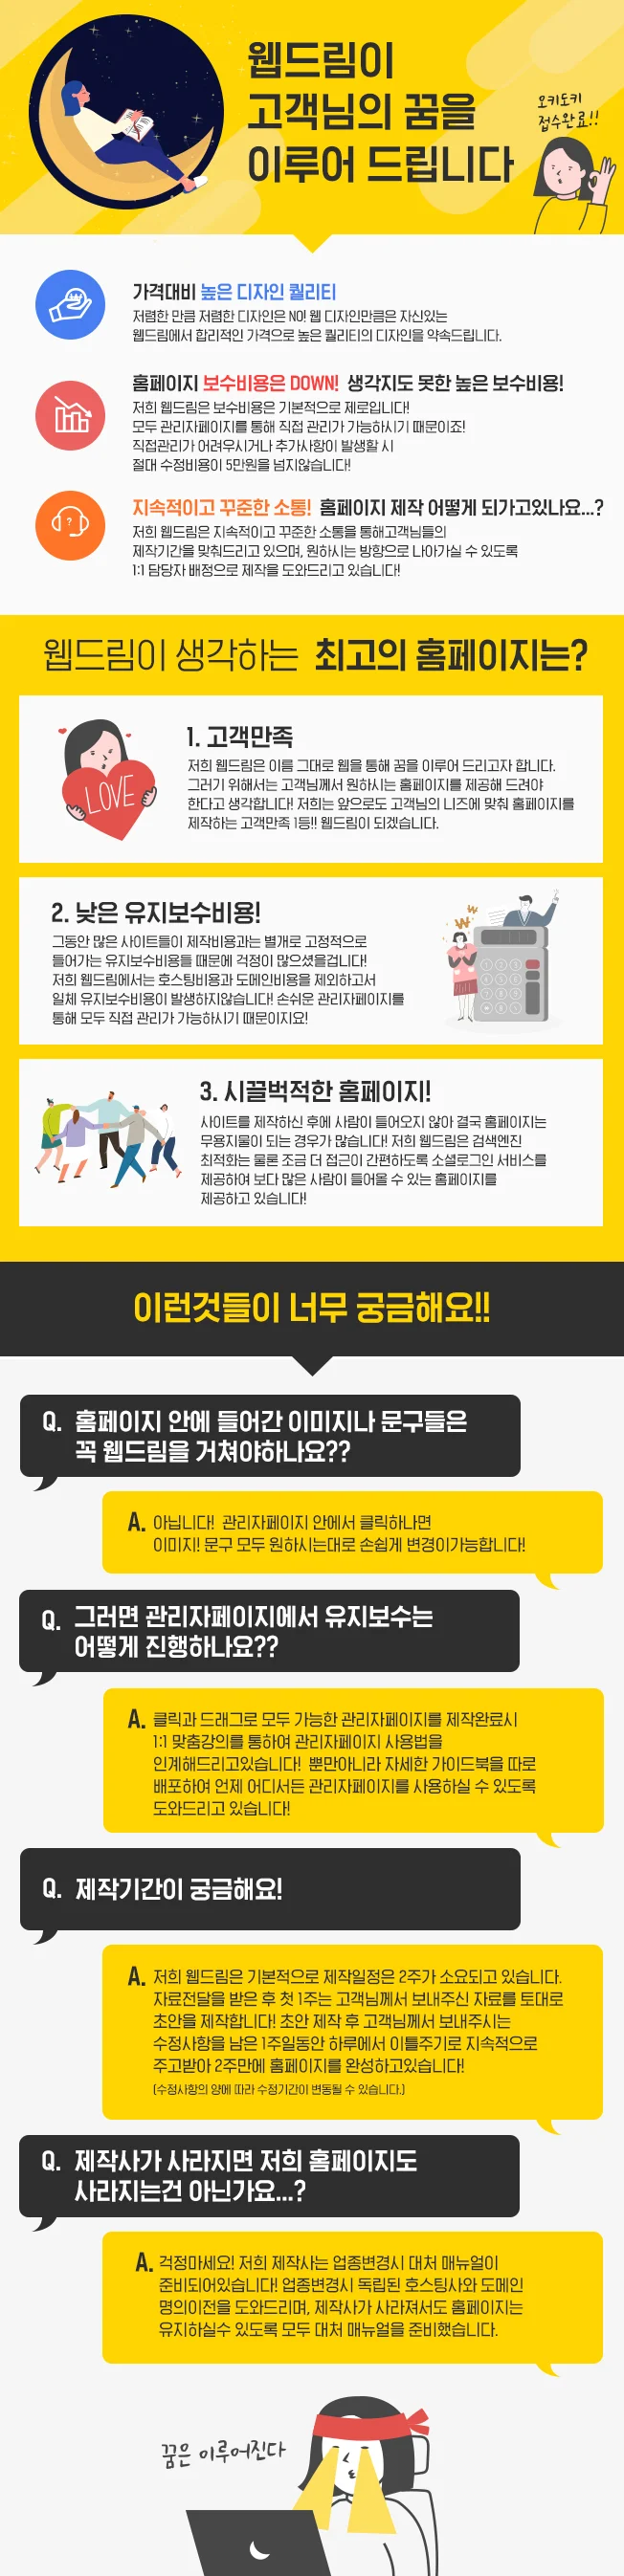 웹드림이
고객님의 꿈을
이루어 드립니다
오키도키
접수완료!!
가격대비 높은 디자인 퀄리티
저렴한 만큼 저렴한 디자인은 NO! 웹 디자인만큼은 자신있는
웹드림에서 합리적인 가격으로 높은 퀄리티의 디자인을 약속드립니다.
홈페이지 보수비용은 DOWN! 생각지도 못한 높은 보수비용!
저희 웹드림은 보수비용은 기본적으로 제로입니다!
모두 관리자페이지를 통해 직접 관리가 가능하시기 때문이죠!
직접관리가 어려우시거나 추가사항이 발생할 시
절대 수정비용이 5만원을 넘지않습니다!
지속적이고 꾸준한 소통! 홈페이지 제작 어떻게 되가고있나요...?
저희 웹드림은 지속적이고 꾸준한 소통을 통해고객님들의
제작기간을 맞춰드리고 있으며, 원하시는 방향으로 나아가실 수 있도록
1:1 담당자 배정으로 제작을 도와드리고 있습니다!
웹드림이 생각하는 최고의 홈페이지는?
LOVE
1. 고객만족
저희 웹드림은 이름 그대로 웹을 통해 꿈을 이루어 드리고자 합니다.
그러기 위해서는 고객님께서 원하시는 홈페이지를 제공해 드려야
한다고 생각합니다! 저희는 앞으로도 고객님의 니즈에 맞춰 홈페이지를
제작하는 고객만족 1등!! 웹드림이 되겠습니다.
2. 낮은 유지보수비용!
그동안 많은 사이트들이 제작비용과는 별개로 고정적으로
들어가는 유지보수비용들 때문에 걱정이 많으셨을겁니다!
저희 웹드림에서는 호스팅비용과 도메인비용을 제외하고서
일체 유지보수비용이 발생하지않습니다! 손쉬운 관리자페이지를
통해 모두 직접 관리가 가능하시기 때문이지요!
3. 시끌벅적한 홈페이지!
사이트를 제작하신 후에 사람이 들어오지 않아 결국 홈페이지는
무용지물이 되는 경우가 많습니다! 저희 웹드림은 검색엔진
최적화는 물론 조금 더 접근이 간편하도록 소셜로그인 서비스를
제공하여 보다 많은 사람이 들어올 수 있는 홈페이지를
제공하고 있습니다!
이런것들이 너무 궁금해요!!
Q. 홈페이지 안에 들어간 이미지나 문구들은
꼭 웹드림을 거쳐야하나요??
A. 아닙니다! 관리자페이지 안에서 클릭하나면
이미지! 문구 모두 원하시는대로 손쉽게 변경이가능합니다!
Q. 그러면 관리자페이지에서 유지보수는
어떻게 진행하나요??
A. 클릭과 드래그로 모두 가능한 관리자페이지를 제작완료시
1:1 맞춤강의를 통하여 관리자페이지 사용법을
인계해드리고있습니다! 뿐만아니라 자세한 가이드북을 따로
배포하여 언제 어디서든 관리자페이지를 사용하실 수 있도록
도와드리고 있습니다!
Q. 제작기간이 궁금해요!
A. 저희 웹드림은 기본적으로 제작일정은 2주가 소요되고 있습니다.
자료전달을 받은 후 첫 1주는 고객님께서 보내주신 자료를 토대로
초안을 제작합니다! 초안 제작 후 고객님께서 보내주시는
수정사항을 남은 1주일동안 하루에서 이틀주기로 지속적으로
주고받아 2주만에 홈페이지를 완성하고있습니다!
(수정사항의 양에 따라 수정기간이 변동될 수 있습니다.)
Q. 제작사가 사라지면 저희 홈페이지도
사라지는건 아닌가요...?
A. 걱정마세요! 저희 제작사는 업종변경시 대처 매뉴얼이
준비되어있습니다! 업종변경시 독립된 호스팅사와 도메인
명의이전을 도와드리며, 제작사가 사라져서도 홈페이지는
유지하실수 있도록 모두 대처 매뉴얼을 준비했습니다.
꿈은 이루어진다